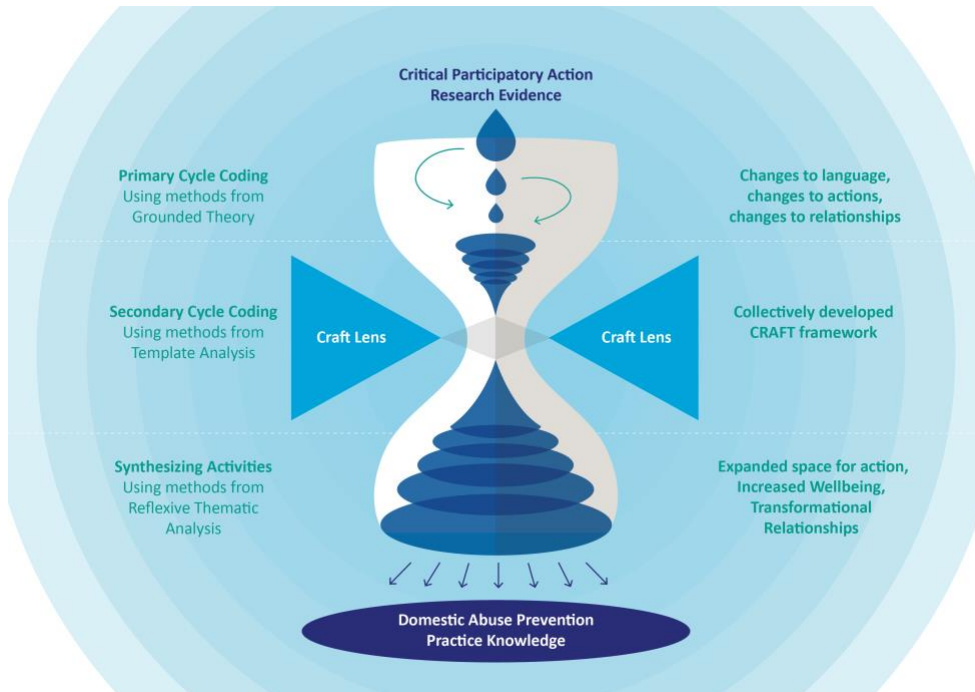 Critical Participatory Action
Research Evidence
Primary Cycle Coding
Using methods from
Grounded Theory
Changes to language,
changes to actions,
changes to relationships
Secondary Cycle Coding
Using methods from
Template Analysis
Craft Lens
Craft Lens
Collectively developed
CRAFT framework
Synthesizing Activities
Using methods from
Reflexive Thematic
Analysis
Expanded space for action,
Increased Wellbeing,
Transformational
Relationships
Domestic Abuse Prevention
Practice Knowledge